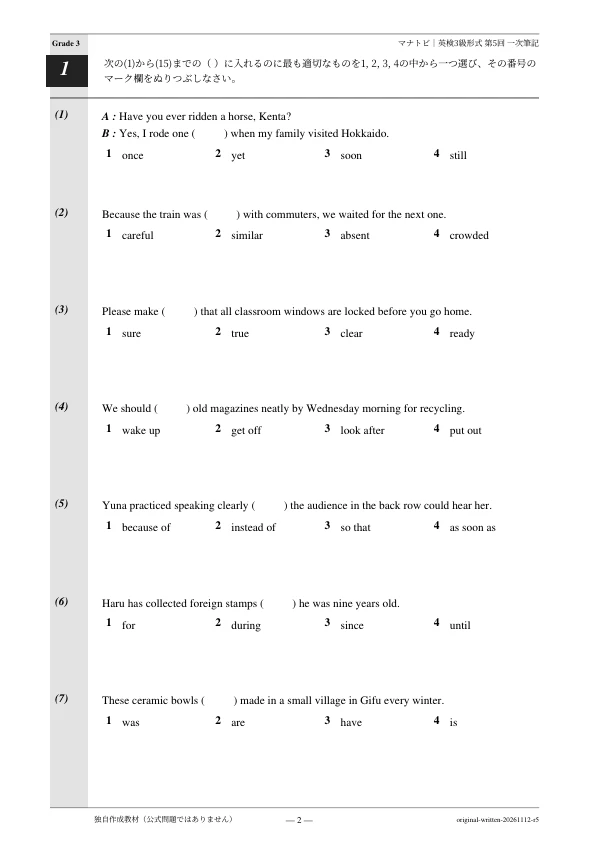 Grade 3
マナトビ｜英検3級形式 第5回 一次筆記
1
次の(1)から(15)までの（ ）に入れるのに最も適切なものを1, 2, 3, 4の中から一つ選び、その番号の
マーク欄をぬりつぶしなさい。
(1)
A : Have you ever ridden a horse, Kenta?
B : Yes, I rode one (          ) when my family visited Hokkaido.
1 once 2 yet 3 soon 4 still
(2)
Because the train was (          ) with commuters, we waited for the next one.
1 careful 2 similar 3 absent 4 crowded
(3)
Please make (          ) that all classroom windows are locked before you go home.
1 sure 2 true 3 clear 4 ready
(4)
We should (          ) old magazines neatly by Wednesday morning for recycling.
1 wake up 2 get off 3 look after 4 put out
(5)
Yuna practiced speaking clearly (          ) the audience in the back row could hear her.
1 because of 2 instead of 3 so that 4 as soon as
(6)
Haru has collected foreign stamps (          ) he was nine years old.
1 for 2 during 3 since 4 until
(7)
These ceramic bowls (          ) made in a small village in Gifu every winter.
1 was 2 are 3 have 4 is
独自作成教材（公式問題ではありません）
— 2 —
original-written-20261112-r5